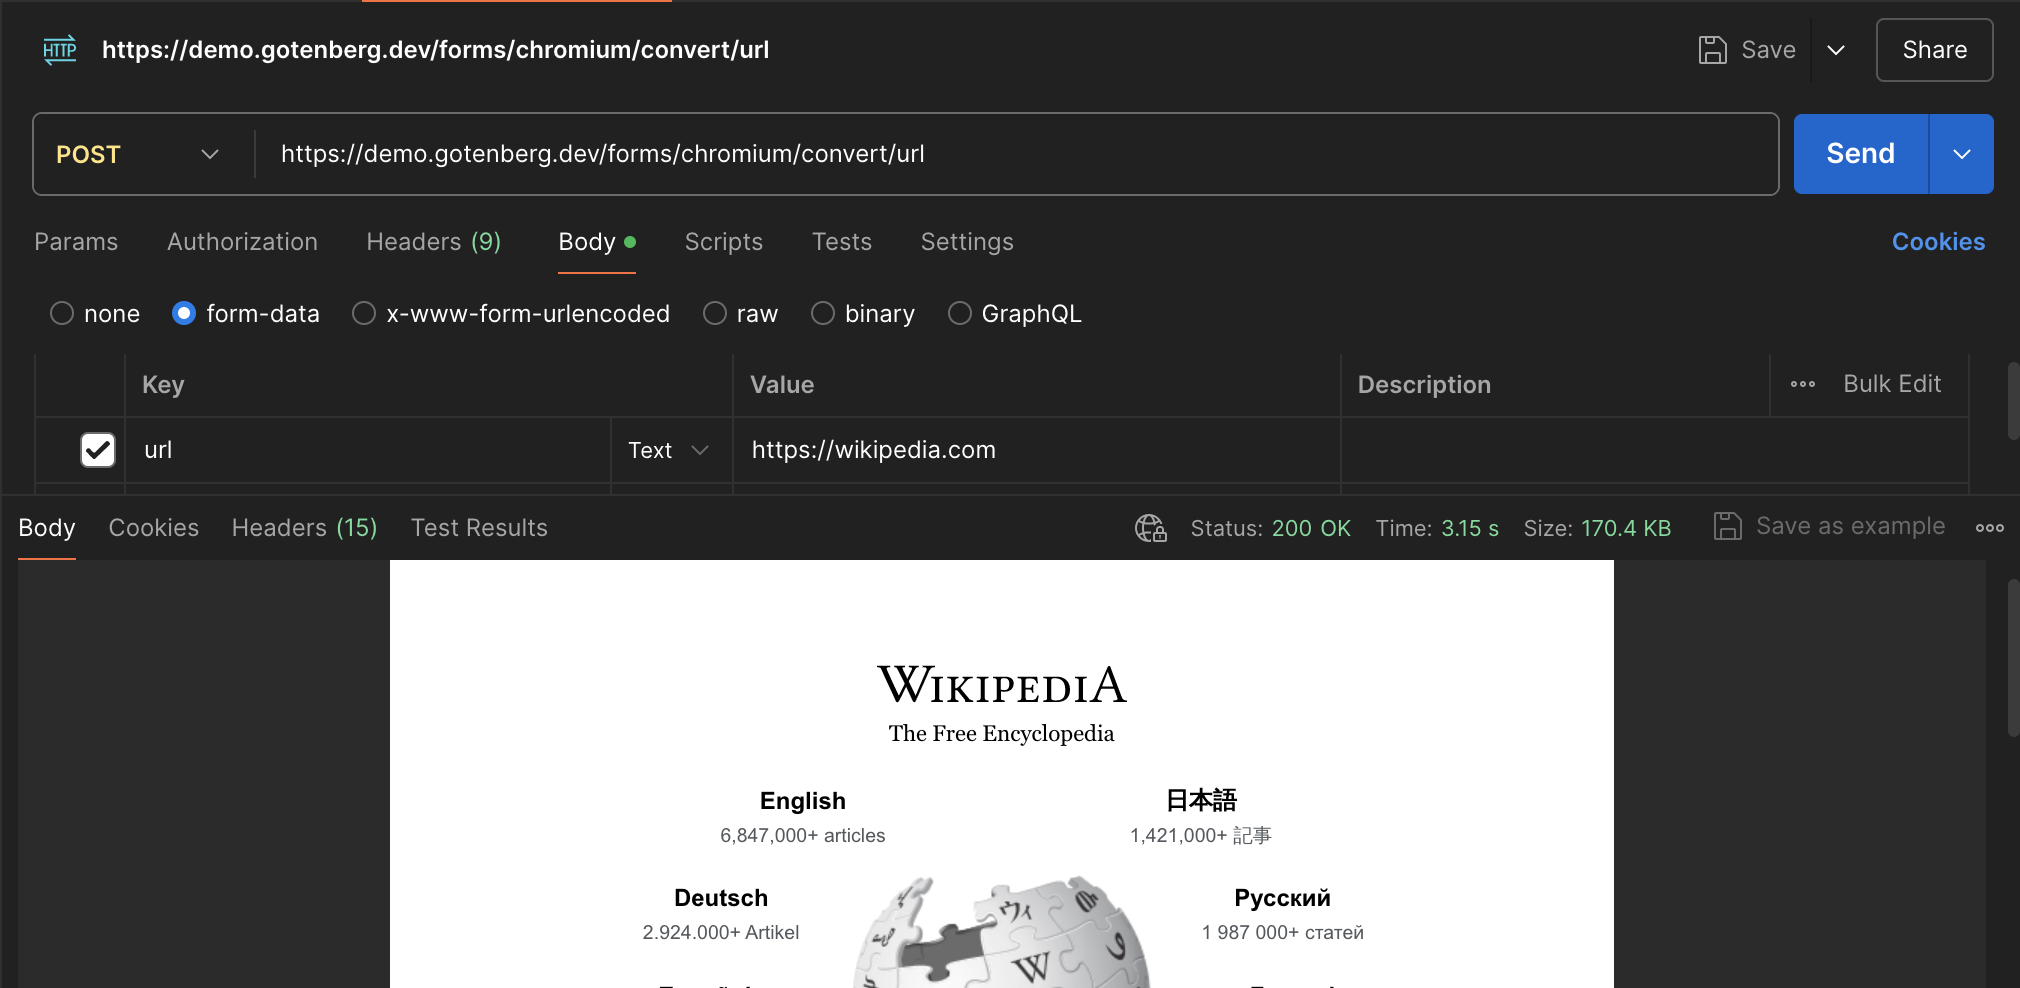 HTTP https://demo.gotenberg.dev/forms/chromium/convert/url Save Share
POST https://demo.gotenberg.dev/forms/chromium/convert/url Send
Params Authorization Headers (9) Body Scripts Tests Settings Cookies
none form-data x-www-form-urlencoded raw binary GraphQL
Key Value Description Bulk Edit
url Text https://wikipedia.com
Body Cookies Headers (15) Test Results Status: 200 OK Time: 3.15 s Size: 170.4 KB Save as example
WIKIPEDIA
The Free Encyclopedia
English 日本語
6,847,000+ articles 1,421,000+ 記事
Deutsch Русский
2.924.000+ Artikel 1 987 000+ статей
W